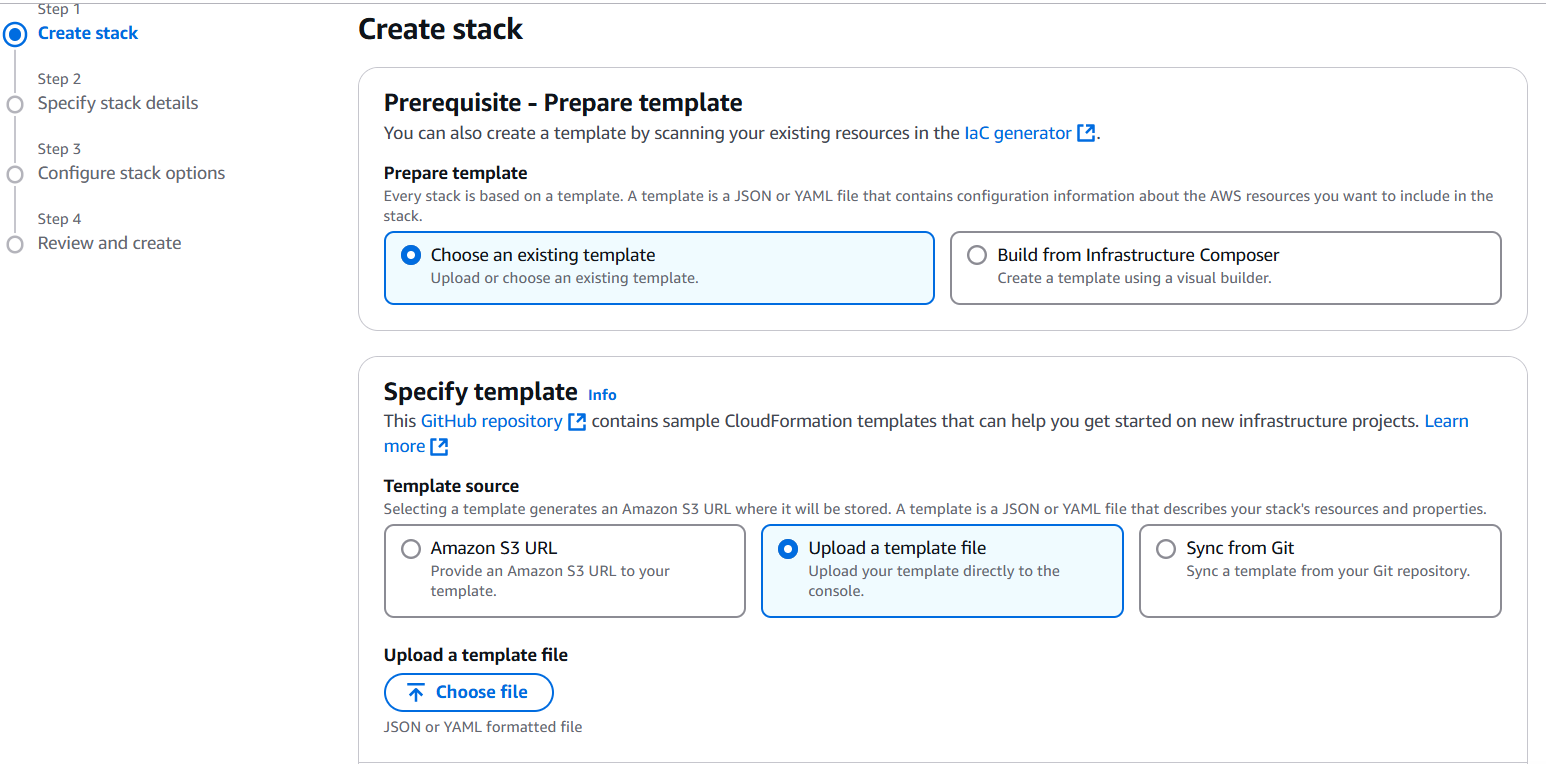 Step 1
Create stack
Step 2
Specify stack details
Step 3
Configure stack options
Step 4
Review and create
Create stack
Prerequisite - Prepare template
You can also create a template by scanning your existing resources in the IaC generator.
Prepare template
Every stack is based on a template. A template is a JSON or YAML file that contains configuration information about the AWS resources you want to include in the
stack.
Choose an existing template
Upload or choose an existing template.
Build from Infrastructure Composer
Create a template using a visual builder.
Specify template Info
This GitHub repository contains sample CloudFormation templates that can help you get started on new infrastructure projects. Learn
more
Template source
Selecting a template generates an Amazon S3 URL where it will be stored. A template is a JSON or YAML file that describes your stack's resources and properties.
Amazon S3 URL
Provide an Amazon S3 URL to your
template.
Upload a template file
Upload your template directly to the
console.
Sync from Git
Sync a template from your Git repository.
Upload a template file
Choose file
JSON or YAML formatted file